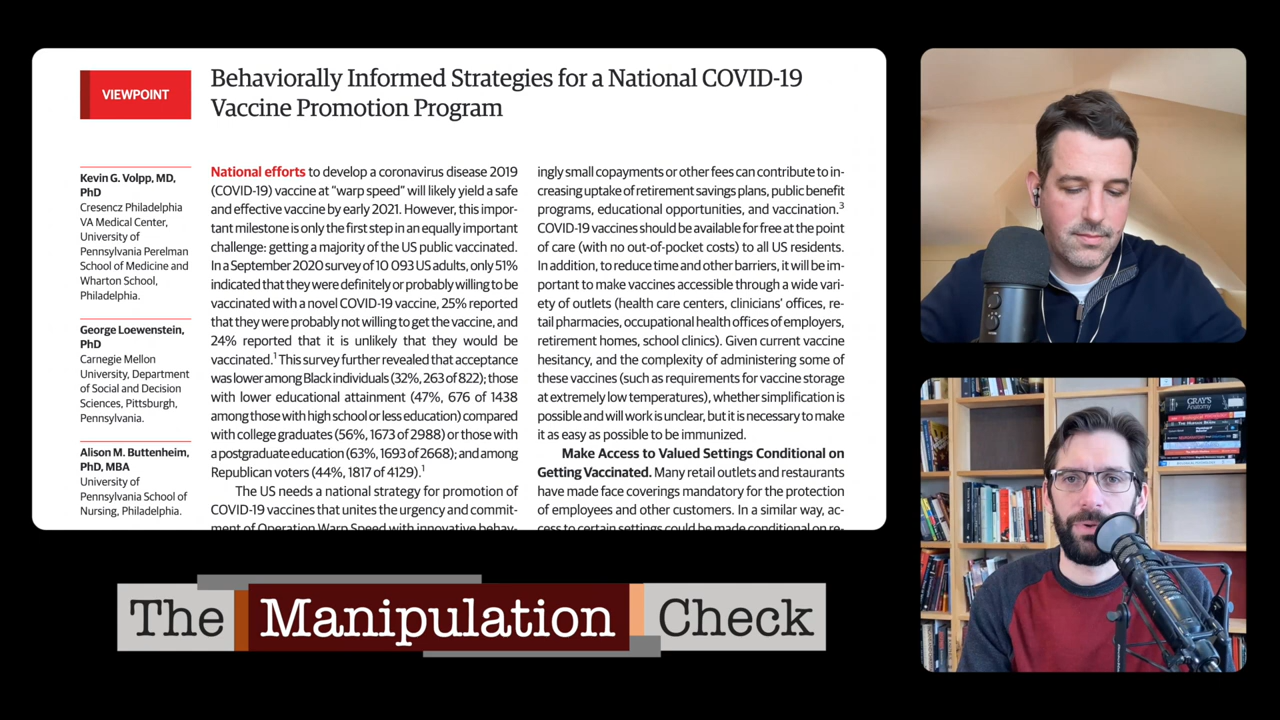 VIEWPOINT
Behaviorally Informed Strategies for a National COVID-19
Vaccine Promotion Program
Kevin G. Volpp, MD,
PhD
Cresencz Philadelphia
VA Medical Center,
University of
Pennsylvania Perelman
School of Medicine and
Wharton School,
Philadelphia.
George Loewenstein,
PhD
Carnegie Mellon
University, Department
of Social and Decision
Sciences, Pittsburgh,
Pennsylvania.
Alison M. Buttenheim,
PhD, MBA
University of
Pennsylvania School of
Nursing, Philadelphia.
National efforts to develop a coronavirus disease 2019
(COVID-19) vaccine at “warp speed” will likely yield a safe
and effective vaccine by early 2021. However, this impor-
tant milestone is only the first step in an equally important
challenge: getting a majority of the US public vaccinated.
In a September 2020 survey of 10 093 US adults, only 51%
indicated that they were definitely or probably willing to be
vaccinated with a novel COVID-19 vaccine, 25% reported
that they were probably not willing to get the vaccine, and
24% reported that it is unlikely that they would be
vaccinated.1 This survey further revealed that acceptance
was lower among Black individuals (32%, 263 of 822); those
with lower educational attainment (47%, 676 of 1438
among those with high school or less education) compared
with college graduates (56%, 1673 of 2988) or those with
a postgraduate education (63%, 1693 of 2668); and among
Republican voters (44%, 1817 of 4129).1
The US needs a national strategy for promotion of
COVID-19 vaccines that unites the urgency and commit-
ment of Operation Warp Speed with innovative behav-
ingly small copayments or other fees can contribute to in-
creasing uptake of retirement savings plans, public benefit
programs, educational opportunities, and vaccination.3
COVID-19 vaccines should be available for free at the point
of care (with no out-of-pocket costs) to all US residents.
In addition, to reduce time and other barriers, it will be im-
portant to make vaccines accessible through a wide vari-
ety of outlets (health care centers, clinicians’ offices, re-
tail pharmacies, occupational health offices of employers,
retirement homes, school clinics). Given current vaccine
hesitancy, and the complexity of administering some of
these vaccines (such as requirements for vaccine storage
at extremely low temperatures), whether simplification is
possible and will work is unclear, but it is necessary to make
it as easy as possible to be immunized.
Make Access to Valued Settings Conditional on
Getting Vaccinated. Many retail outlets and restaurants
have made face coverings mandatory for the protection
of employees and other customers. In a similar way, ac-
cess to certain settings could be made conditional on re-
GRAY'S
Anatomy
The Manipulation Check